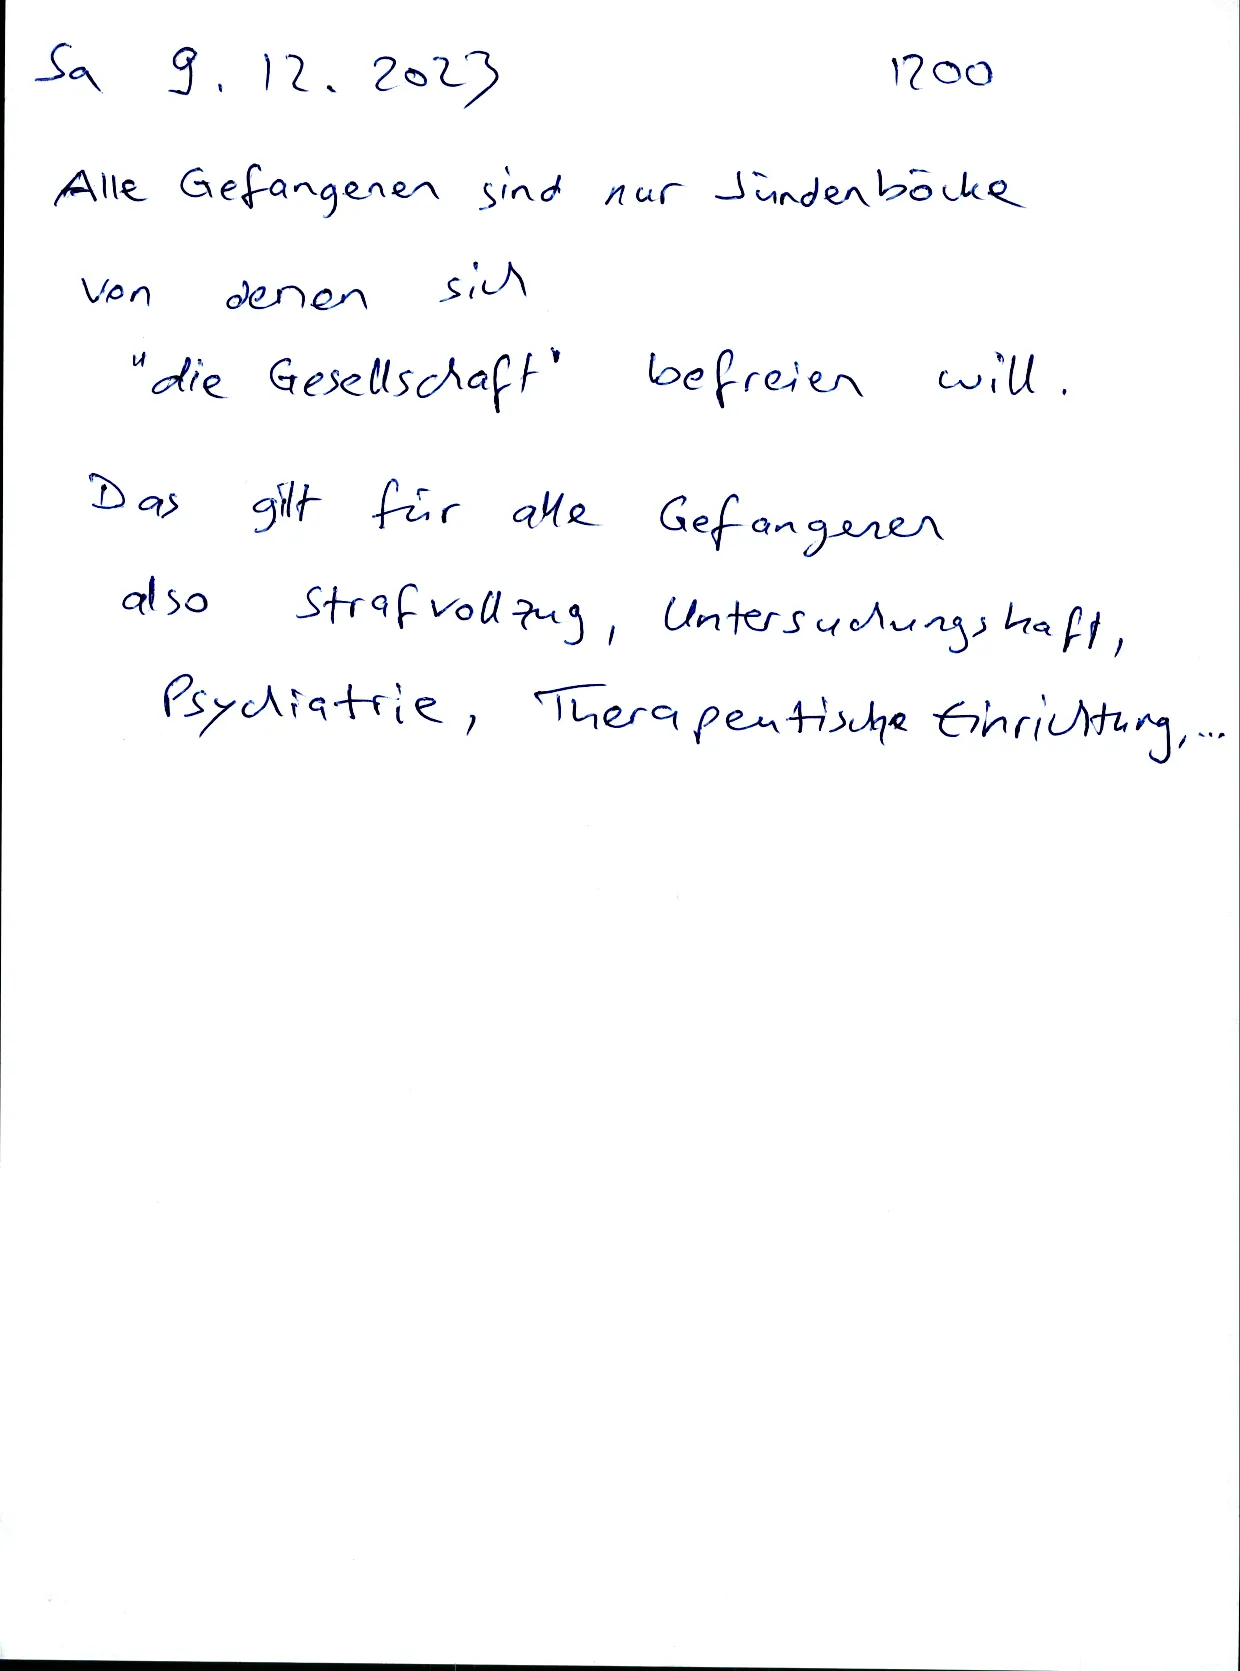 Sa 9. 12. 2023 1200
Alle Gefangenen sind nur Sündenböcke
von denen sich
"die Gesellschaft" befreien will.
Das gilt für alle Gefangenen
also Strafvollzug, Untersuchungshaft,
Psychiatrie, Therapeutische Einrichtung,...